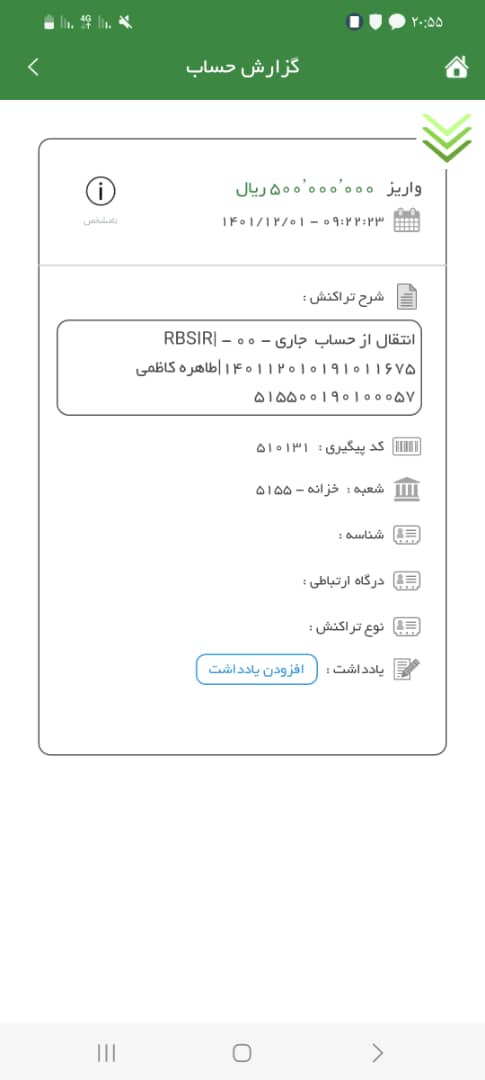 ۲۰:۵۵
4G
گزارش حساب
واریز ۵۰۰٬۰۰۰٬۰۰۰ ریال
۱۴۰۱/۱۲/۰۱ - ۰۹:۲۲:۲۳
نامشخص
شرح تراکنش :
انتقال از حساب جاری - ۰۰ - |RBSIR
۱۴۰۱۱۲۰۱۰۱۹۱۰۱۱۶۷۵|طاهره کاظمی
۵۱۵۵۰۰۱۹۰۱۰۰۰۵۷
کد پیگیری : ۵۱۰۱۳۱
شعبه : خزانه - ۵۱۵۵
شناسه :
درگاه ارتباطی :
نوع تراکنش :
یادداشت : افزودن یادداشت